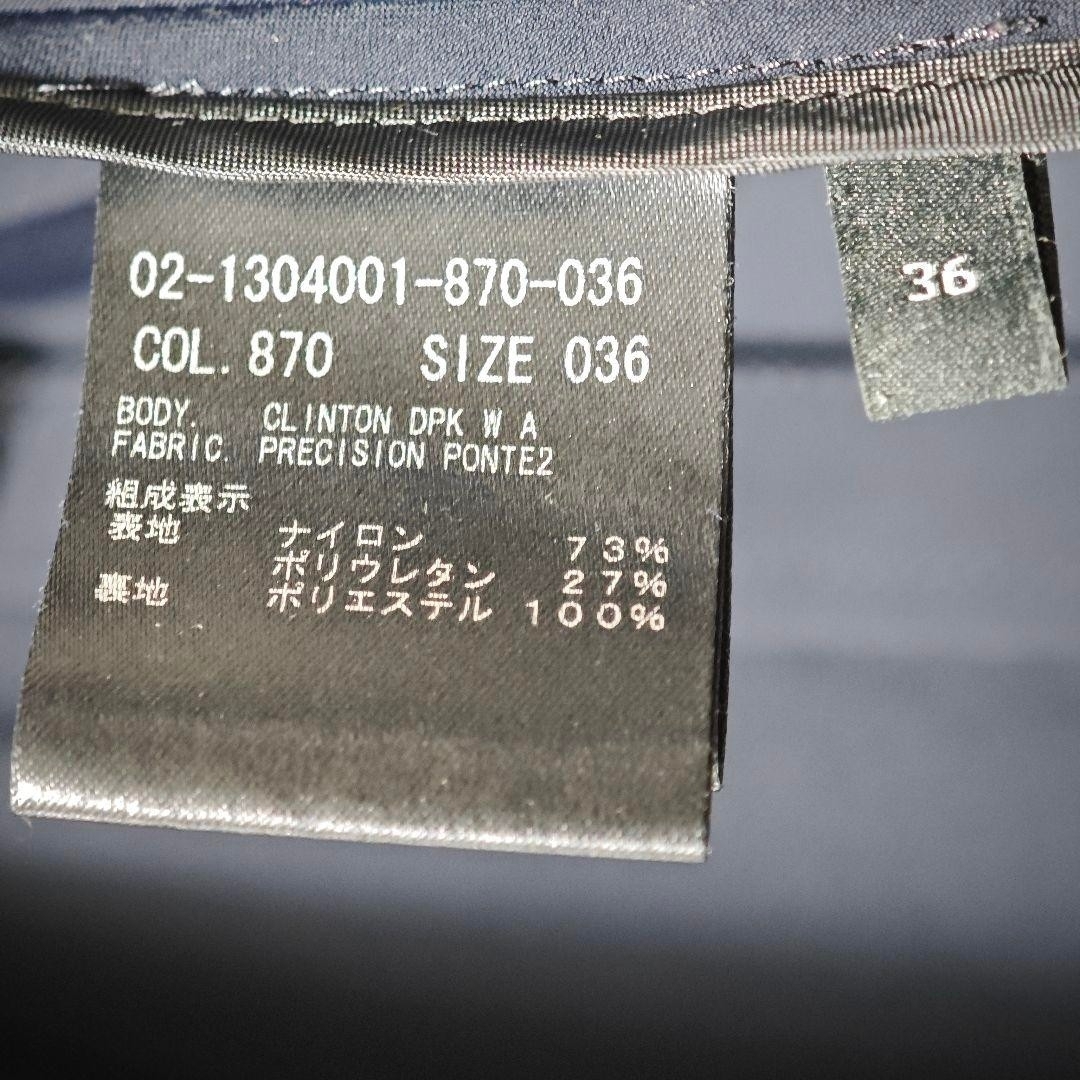 02-1304001-870-036
COL. 870 SIZE 036
BODY. CLINTON DPK W A
FABRIC. PRECISION PONTE2
組成表示
表地 ナイロン 73%
ポリウレタン 27%
裏地 ポリエステル 100%
36